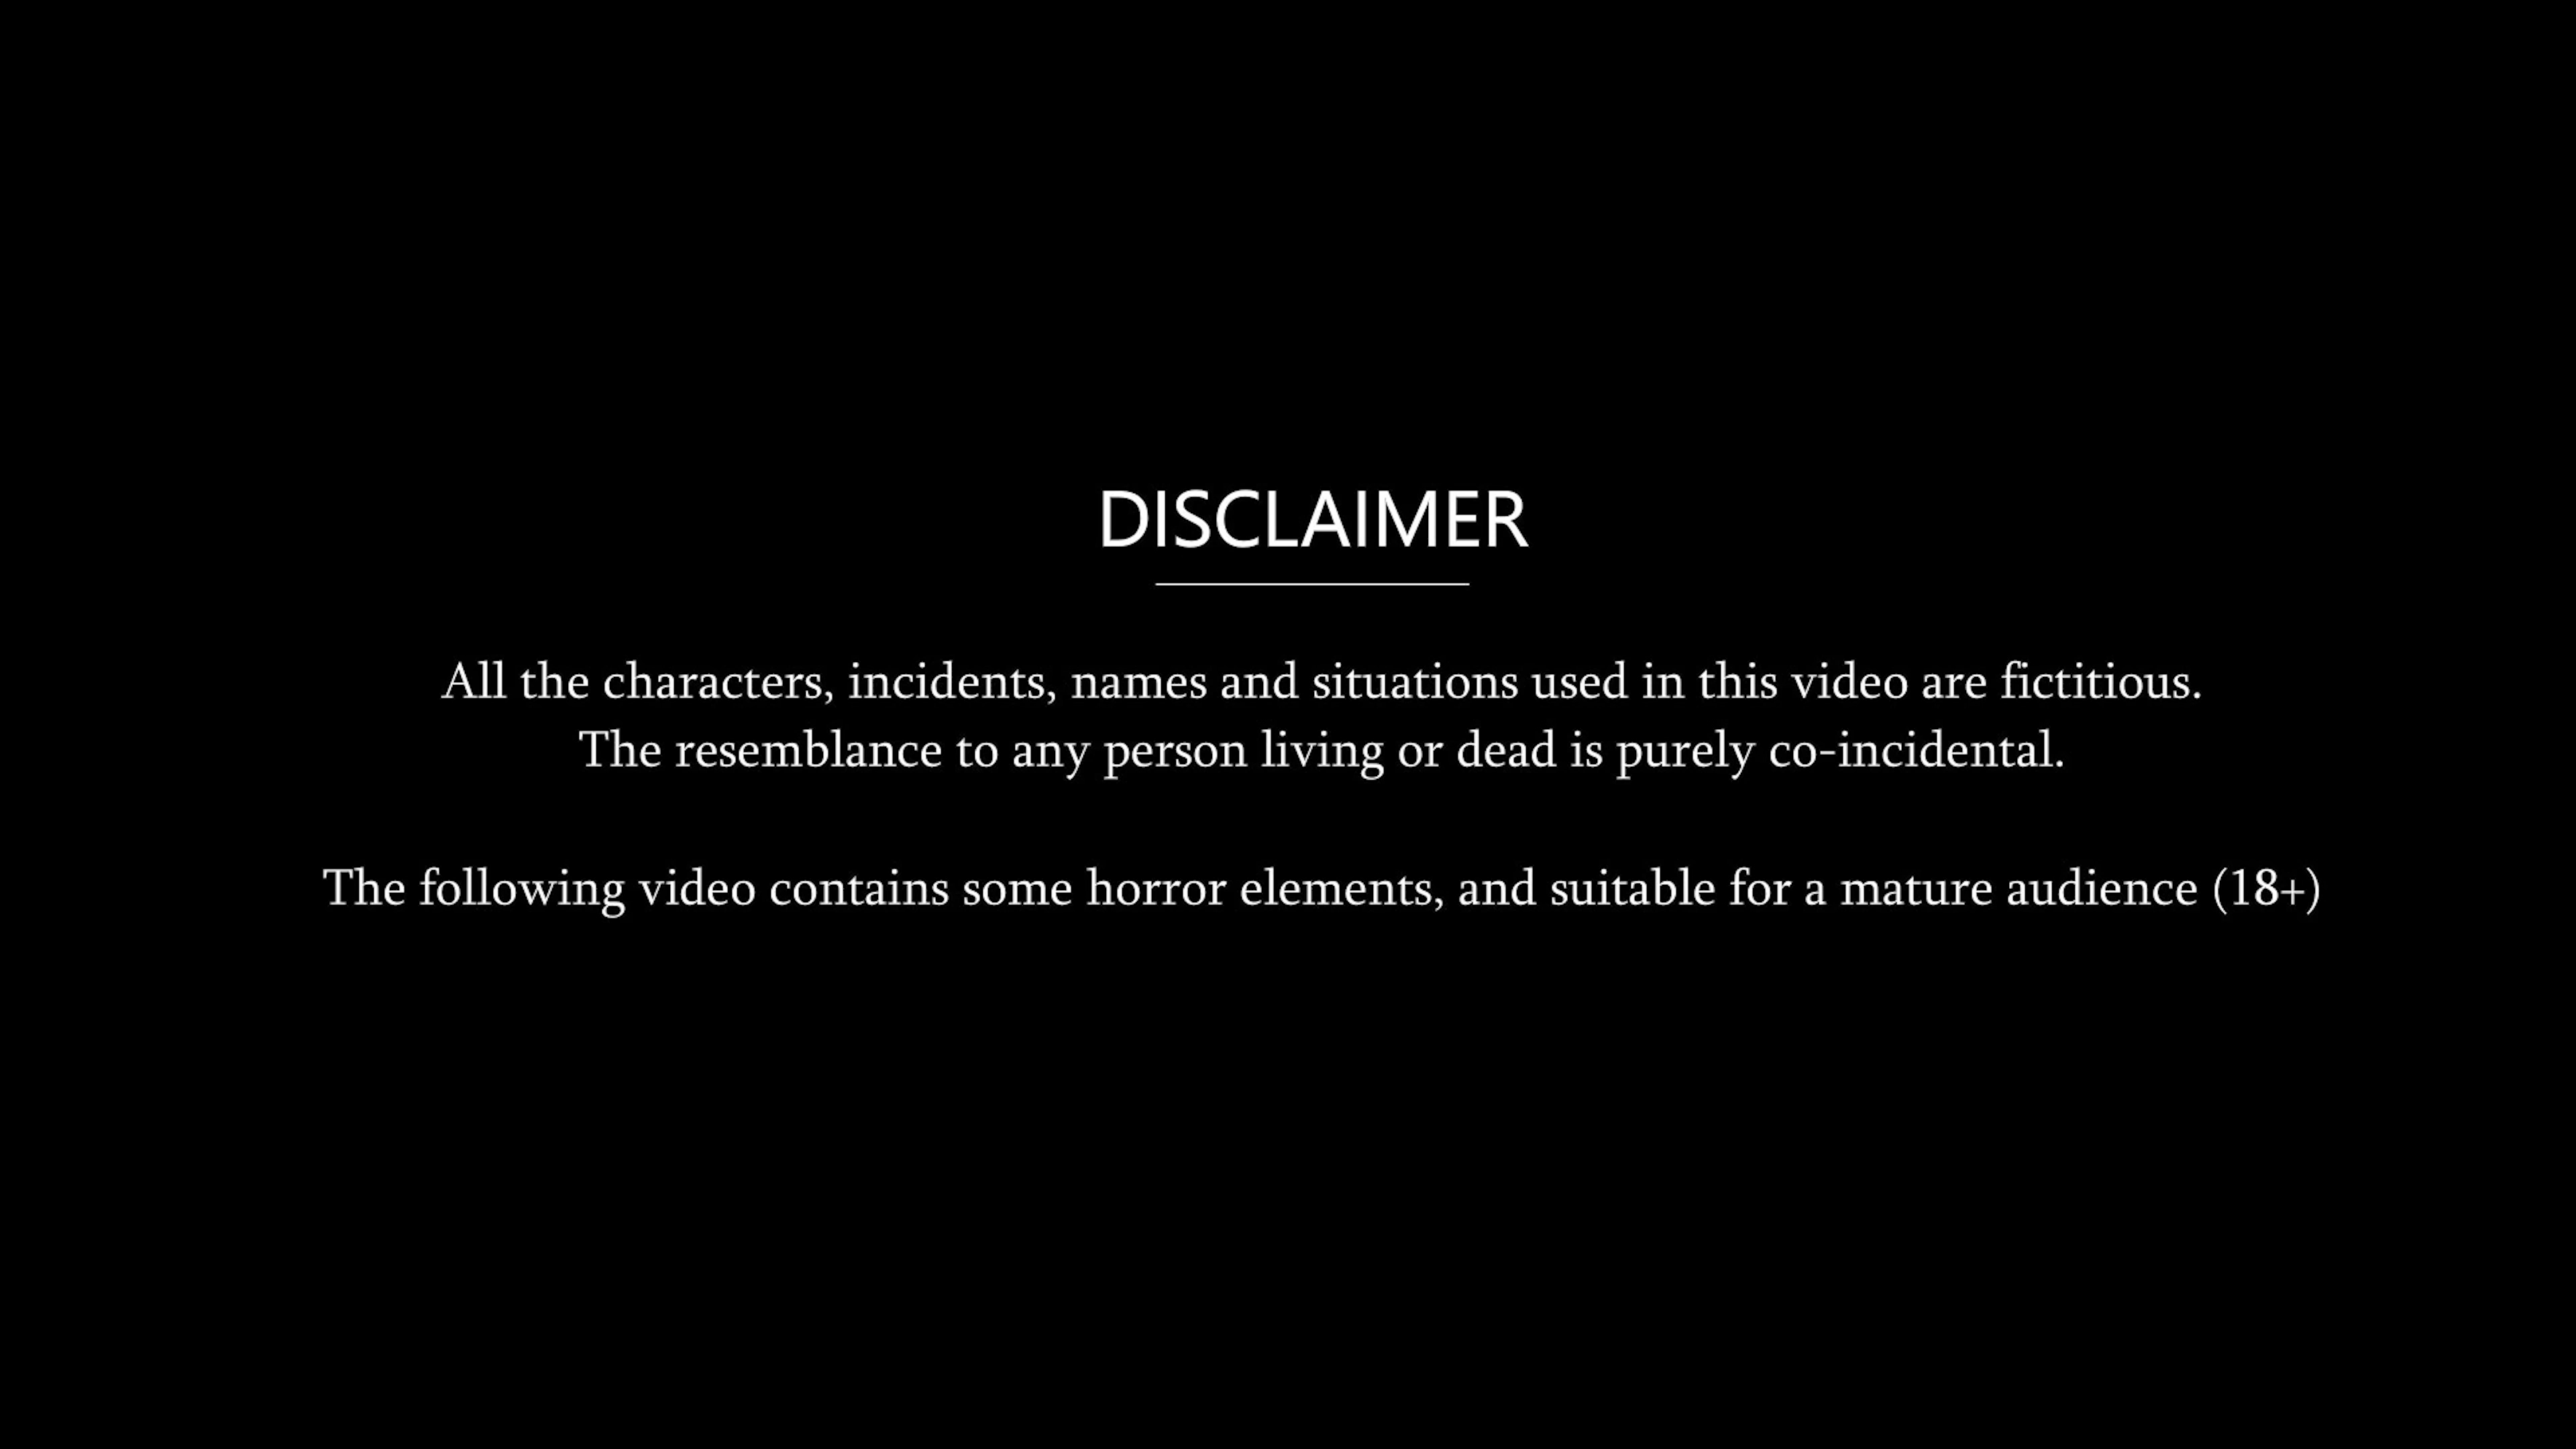 DISCLAIMER
All the characters, incidents, names and situations used in this video are fictitious.
The resemblance to any person living or dead is purely co-incidental.
The following video contains some horror elements, and suitable for a mature audience (18+)